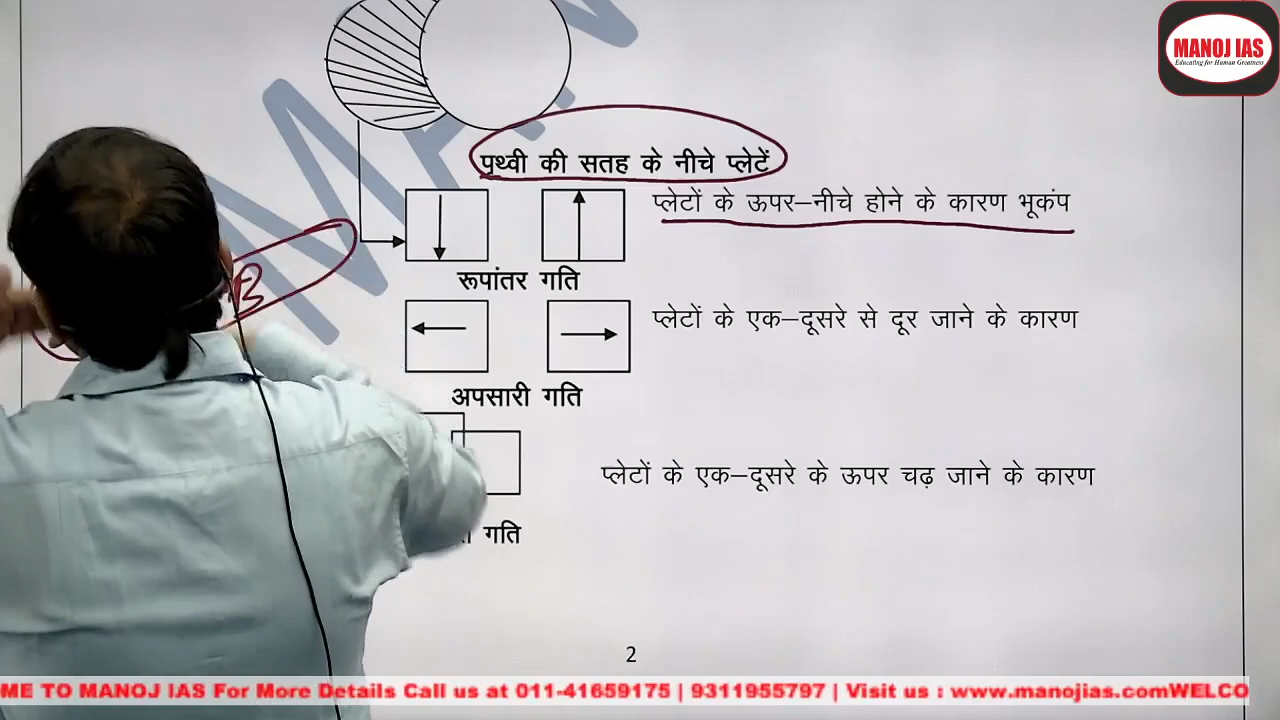 MANOJ IAS
Educating for Human Greatness
पृथ्वी की सतह के नीचे प्लेटें
प्लेटों के ऊपर–नीचे होने के कारण भूकंप
रूपांतर गति
B
प्लेटों के एक–दूसरे से दूर जाने के कारण
अपसारी गति
प्लेटों के एक–दूसरे के ऊपर चढ़ जाने के कारण
गति
2
ME TO MANOJ IAS For More Details Call us at 011-41659175 | 9311955797 | Visit us : www.manojias.comWELCO